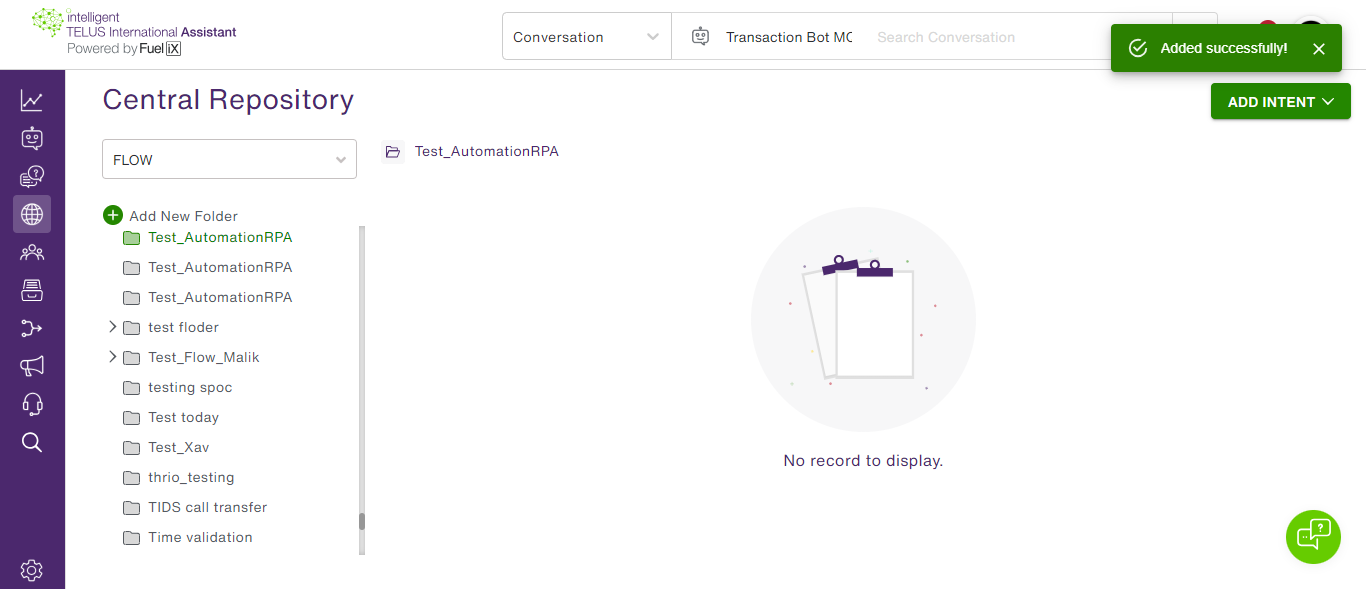 intelligent
TELUS International Assistant
Powered by Fuel iX
Conversation
Transaction Bot MC
Search Conversation
Added successfully!
Central Repository
ADD INTENT
FLOW
Test_AutomationRPA
Add New Folder
Test_AutomationRPA
Test_AutomationRPA
Test_AutomationRPA
test floder
Test_Flow_Malik
testing spoc
Test today
Test_Xav
thrio_testing
TIDS call transfer
Time validation
No record to display.